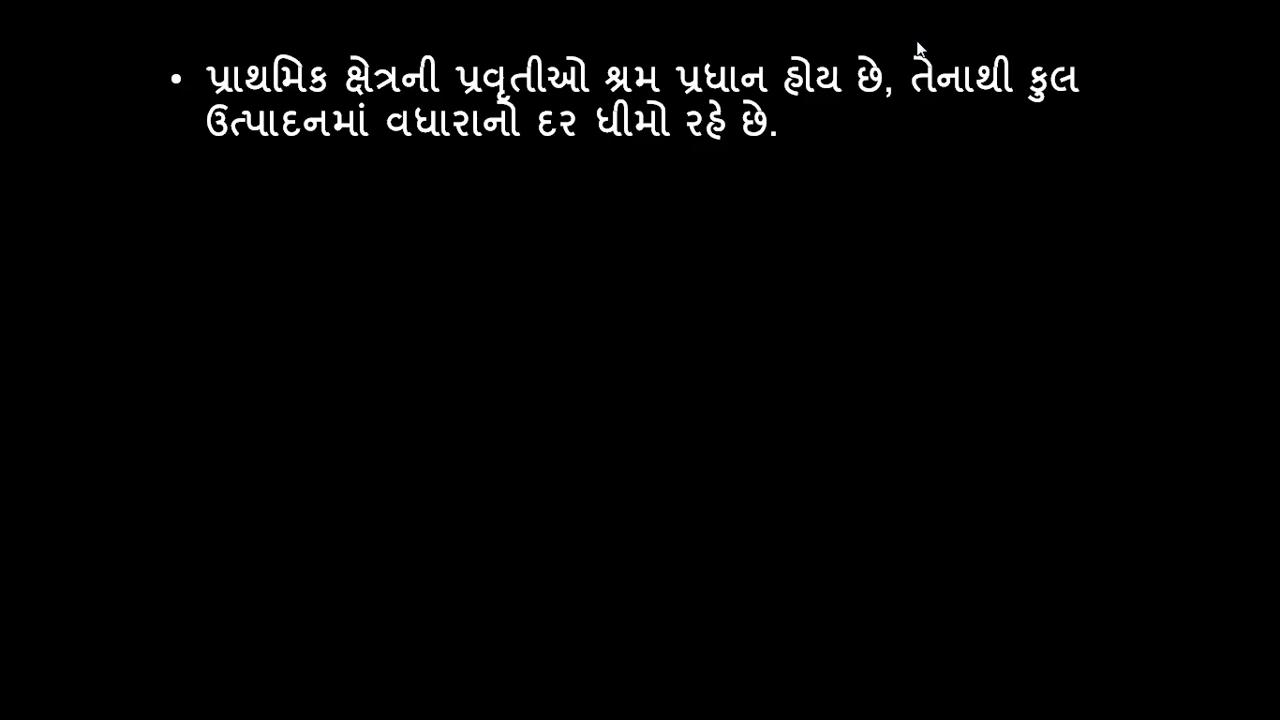 • પ્રાથમિક ક્ષેત્રની પ્રવૃતીઓ શ્રમ પ્રધાન હોય છે, તેનાથી કુલ
ઉત્પાદનમાં વધારાનો દર ધીમો રહે છે.